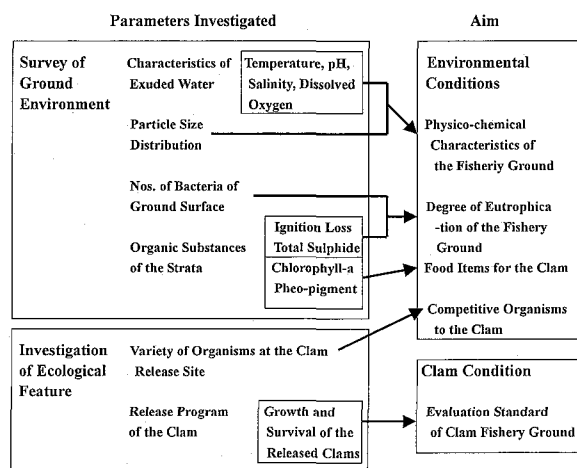 Parameters Investigated
Aim
Survey of
Ground
Environment
Characteristics of
Exuded Water
Temperature, pH,
Salinity, Dissolved
Oxygen
Particle Size
Distribution
Nos. of Bacteria of
Ground Surface
Organic Substances
of the Strata
Ignition Loss
Total Sulphide
Chlorophyll-a
Pheo-pigment
Environmental
Conditions
Physico-chemical
Characteristics of
the Fisheriy Ground
Degree of Eutrophica
-tion of the Fishery
Ground
Food Items for the Clam
Competitive Organisms
to the Clam
Investigation
of Ecological
Feature
Variety of Organisms at the Clam
Release Site
Release Program
of the Clam
Growth and
Survival of the
Released Clams
Clam Condition
Evaluation Standard
of Clam Fishery Ground